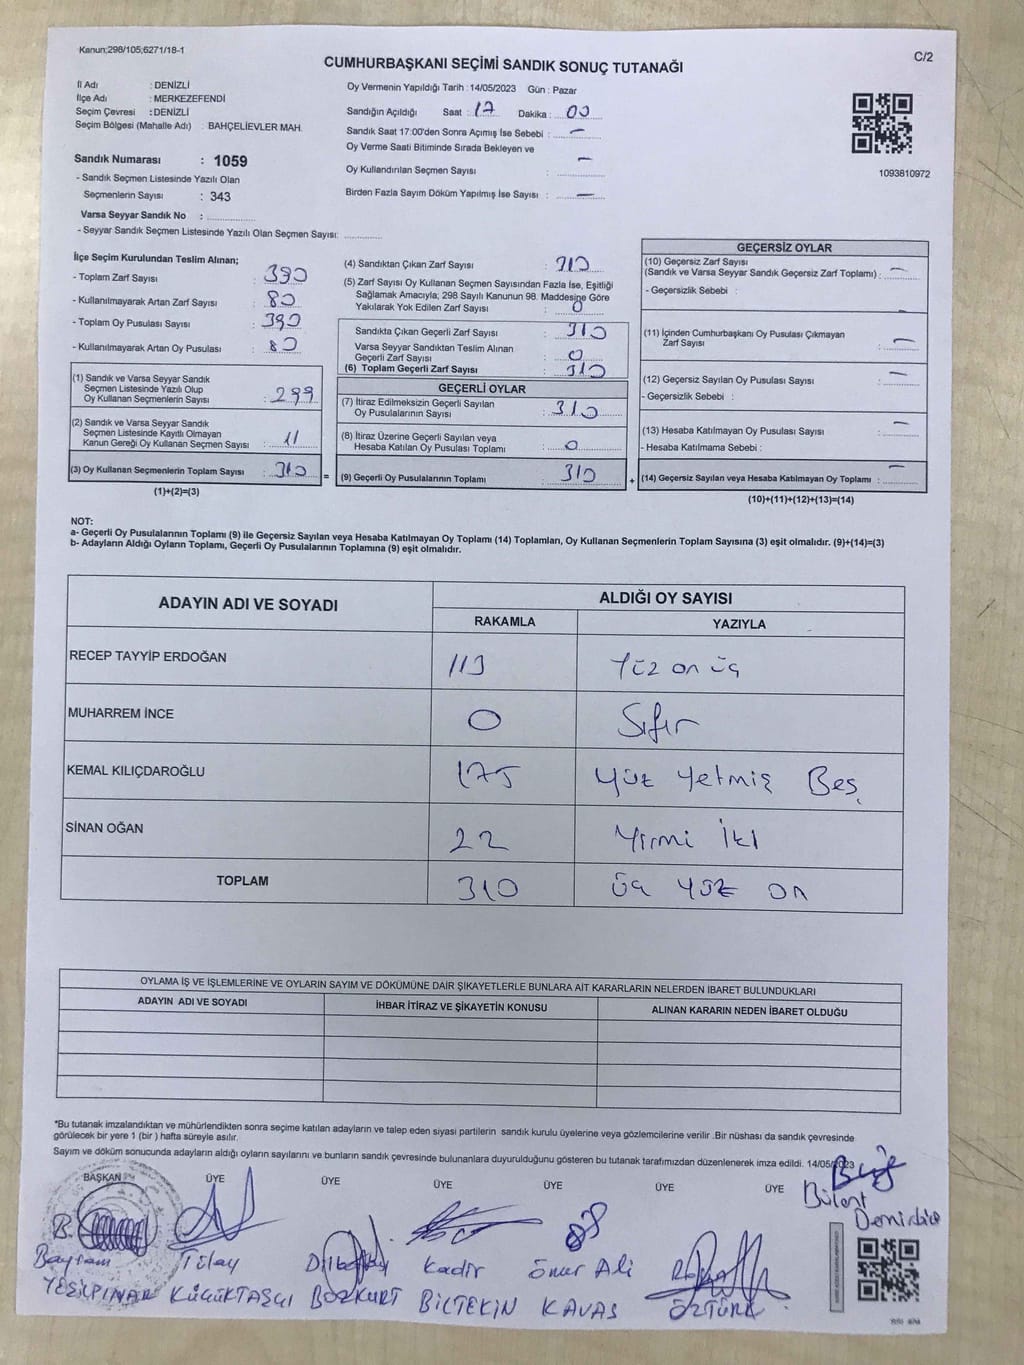 Kanun;298/105;6271/18-1
C/2
CUMHURBAŞKANI SEÇİMİ SANDIK SONUÇ TUTANAĞI
İl Adı : DENİZLİ
İlçe Adı : MERKEZEFENDİ
Seçim Çevresi : DENİZLİ
Seçim Bölgesi (Mahalle Adı) : BAHÇELİEVLER MAH.
Sandık Numarası : 1059
- Sandık Seçmen Listesinde Yazılı Olan
Seçmenlerin Sayısı : 343
Varsa Seyyar Sandık No :
- Seyyar Sandık Seçmen Listesinde Yazılı Olan Seçmen Sayısı:
Oy Vermenin Yapıldığı Tarih : 14/05/2023 Gün : Pazar
Sandığın Açıldığı Saat : 17 Dakika : 00
Sandık Saat 17:00'den Sonra Açımış İse Sebebi : —
Oy Verme Saati Bitiminde Sırada Bekleyen ve
Oy Kullandırılan Seçmen Sayısı : —
Birden Fazla Sayım Döküm Yapılmış İse Sayısı : —
1093810972
İlçe Seçim Kurulundan Teslim Alınan;
- Toplam Zarf Sayısı : 390
- Kullanılmayarak Artan Zarf Sayısı : 80
- Toplam Oy Pusulası Sayısı : 390
- Kullanılmayarak Artan Oy Pusulası : 80
(1) Sandık ve Varsa Seyyar Sandık
Seçmen Listesinde Yazılı Olup
Oy Kullanan Seçmenlerin Sayısı : 299
(2) Sandık ve Varsa Seyyar Sandık
Seçmen Listesinde Kayıtlı Olmayan
Kanun Gereği Oy Kullanan Seçmen Sayısı : 11
(3) Oy Kullanan Seçmenlerin Toplam Sayısı : 310
(1)+(2)=(3)
(4) Sandıktan Çıkan Zarf Sayısı : 310
(5) Zarf Sayısı Oy Kullanan Seçmen Sayısından Fazla İse, Eşitliği
Sağlamak Amacıyla; 298 Sayılı Kanunun 98. Maddesine Göre
Yakılarak Yok Edilen Zarf Sayısı : 0
Sandıkta Çıkan Geçerli Zarf Sayısı : 310
Varsa Seyyar Sandıktan Teslim Alınan
Geçerli Zarf Sayısı : 0
(6) Toplam Geçerli Zarf Sayısı : 310
GEÇERLİ OYLAR
(7) İtiraz Edilmeksizin Geçerli Sayılan
Oy Pusulalarının Sayısı : 310
(8) İtiraz Üzerine Geçerli Sayılan veya
Hesaba Katılan Oy Pusulası Toplamı : 0
= (9) Geçerli Oy Pusulalarının Toplamı : 310
GEÇERSİZ OYLAR
(10) Geçersiz Zarf Sayısı
(Sandık ve Varsa Seyyar Sandık Geçersiz Zarf Toplamı) : —
- Geçersizlik Sebebi :
(11) İçinden Cumhurbaşkanı Oy Pusulası Çıkmayan
Zarf Sayısı : —
(12) Geçersiz Sayılan Oy Pusulası Sayısı : —
- Geçersizlik Sebebi :
(13) Hesaba Katılmayan Oy Pusulası Sayısı : —
- Hesaba Katılmama Sebebi :
+ (14) Geçersiz Sayılan veya Hesaba Katılmayan Oy Toplamı : —
(10)+(11)+(12)+(13)=(14)
NOT:
a- Geçerli Oy Pusulalarının Toplamı (9) ile Geçersiz Sayılan veya Hesaba Katılmayan Oy Toplamı (14) Toplamları, Oy Kullanan Seçmenlerin Toplam Sayısına (3) eşit olmalıdır. (9)+(14)=(3)
b- Adayların Aldığı Oyların Toplamı, Geçerli Oy Pusulalarının Toplamına (9) eşit olmalıdır.
ADAYIN ADI VE SOYADI ALDIĞI OY SAYISI
RAKAMLA YAZIYLA
RECEP TAYYİP ERDOĞAN 113 Yüz on üç
MUHARREM İNCE 0 Sıfır
KEMAL KILIÇDAROĞLU 175 Yüz Yetmiş Beş
SİNAN OĞAN 22 Yirmi İki
TOPLAM 310 üç yüz on
OYLAMA İŞ VE İŞLEMLERİNE VE OYLARIN SAYIM VE DÖKÜMÜNE DAİR ŞİKAYETLERLE BUNLARA AİT KARARLARIN NELERDEN İBARET BULUNDUKLARI
ADAYIN ADI VE SOYADI İHBAR İTİRAZ VE ŞİKAYETİN KONUSU ALINAN KARARIN NEDEN İBARET OLDUĞU
*Bu tutanak imzalandıktan ve mühürlendikten sonra seçime katılan adayların ve talep eden siyasi partilerin sandık kurulu üyelerine veya gözlemcilerine verilir .Bir nüshası da sandık çevresinde
görülecek bir yere 1 (bir ) hafta süreyle asılır.
Sayım ve döküm sonucunda adayların aldığı oyların sayılarını ve bunların sandık çevresinde bulunanlara duyurulduğunu gösteren bu tutanak tarafımızdan düzenlenerek imza edildi. 14/05/2023
BAŞKAN ÜYE ÜYE ÜYE ÜYE ÜYE ÜYE
Bülent
Demirbice
Bayram Tülay Dilber Kadir Ömür Ali
YEŞİLPINAR KÜÇÜKTAŞÇI BOZKURT BİLTEKİN KAVAS ÖZTÜRK